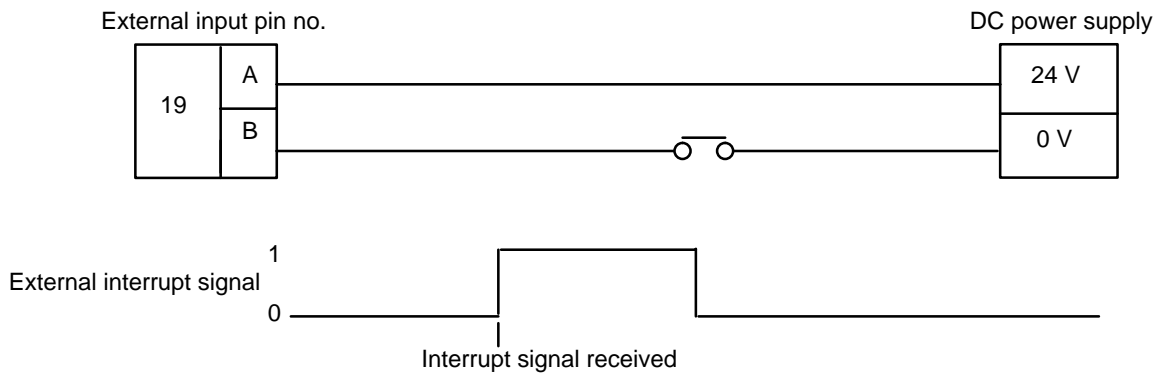 External input pin no.
DC power supply
A
24 V
19
B
0 V
1
External interrupt signal
0
Interrupt signal received